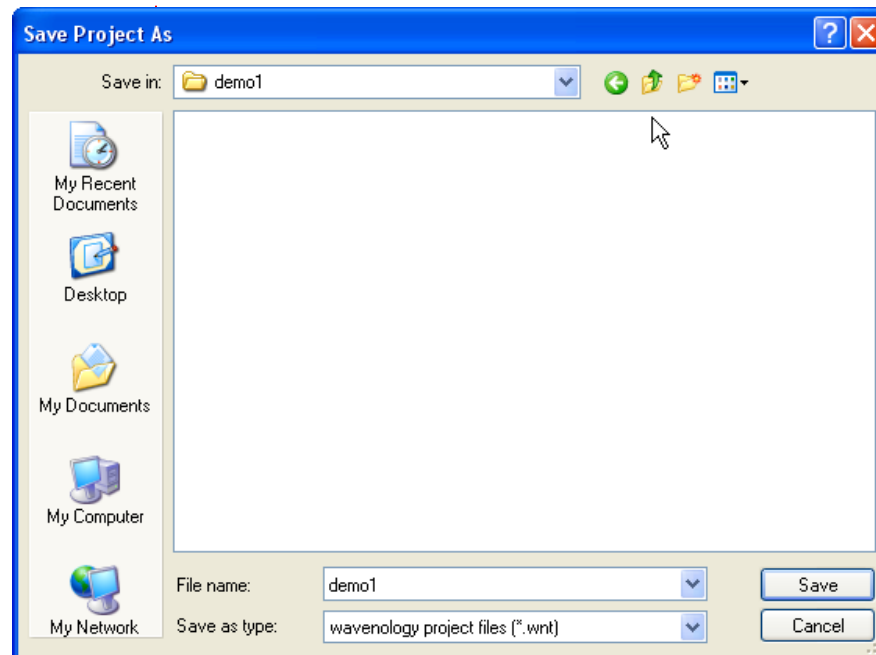 Save Project As
Save in: demo1
My Recent
Documents
Desktop
My Documents
My Computer
My Network
File name: demo1 Save
Save as type: wavenology project files (*.wnt) Cancel